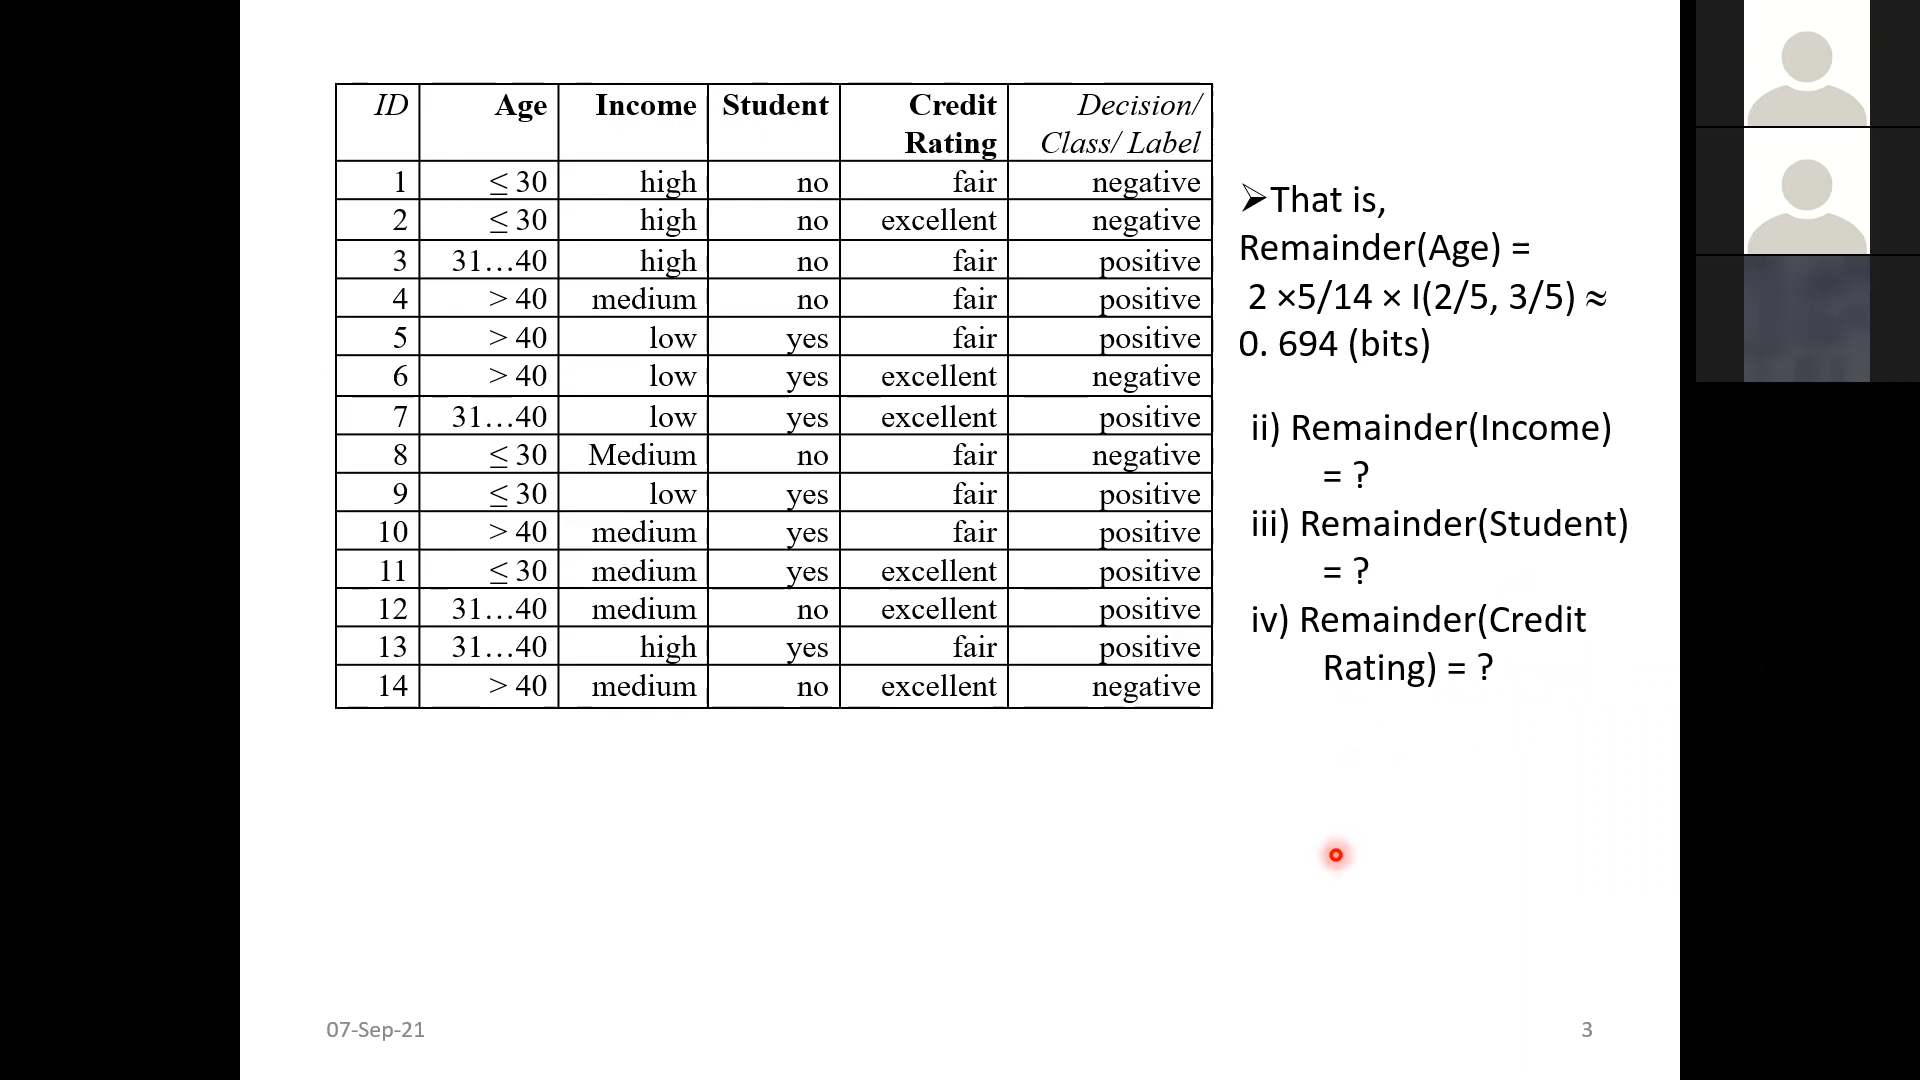 ID Age Income Student Credit Rating Decision/ Class/ Label
1 ≤ 30 high no fair negative
2 ≤ 30 high no excellent negative
3 31…40 high no fair positive
4 > 40 medium no fair positive
5 > 40 low yes fair positive
6 > 40 low yes excellent negative
7 31…40 low yes excellent positive
8 ≤ 30 Medium no fair negative
9 ≤ 30 low yes fair positive
10 > 40 medium yes fair positive
11 ≤ 30 medium yes excellent positive
12 31…40 medium no excellent positive
13 31…40 high yes fair positive
14 > 40 medium no excellent negative
➢That is,
Remainder(Age) =
2 ×5/14 × I(2/5, 3/5) ≈
0. 694 (bits)
ii) Remainder(Income)
= ?
iii) Remainder(Student)
= ?
iv) Remainder(Credit
Rating) = ?
07-Sep-21
3